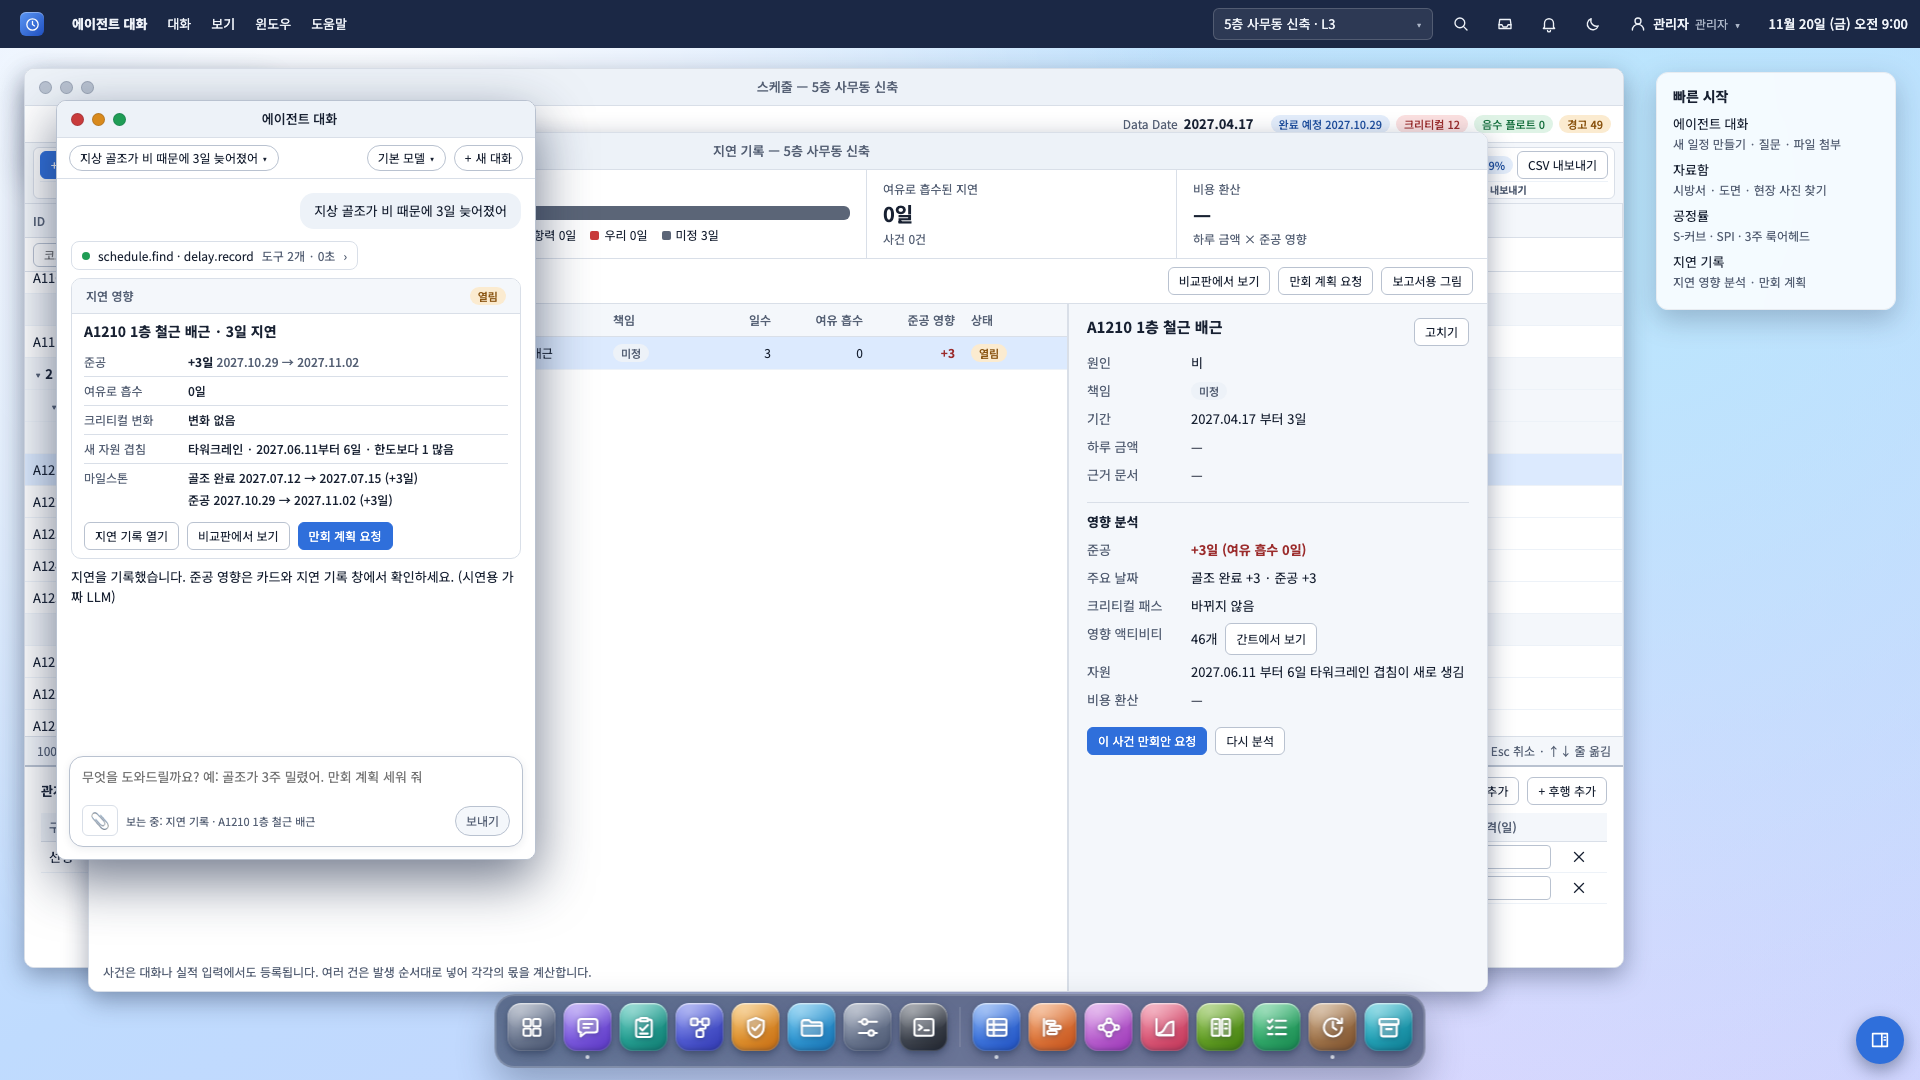 에이전트 대화 대화 보기 윈도우 도움말
5층 사무동 신축 · L3
관리자 관리자
11월 20일 (금) 오전 9:00
스케줄 — 5층 사무동 신축
Data Date 2027.04.17 완료 예정 2027.10.29 크리티컬 12 음수 플로트 0 경고 49
9% CSV 내보내기
내보내기
ID
A11
A11
2
A12
A12
A12
A12
A12
A12
A12
A12
100
Esc 취소 · ↑↓ 줄 옮김
추가 + 후행 추가
격(일)
에이전트 대화
지상 골조가 비 때문에 3일 늦어졌어
기본 모델
+ 새 대화
지상 골조가 비 때문에 3일 늦어졌어
schedule.find · delay.record 도구 2개 · 0초 ›
지연 영향 열림
A1210 1층 철근 배근 · 3일 지연
준공 +3일 2027.10.29 → 2027.11.02
여유로 흡수 0일
크리티컬 변화 변화 없음
새 자원 겹침 타워크레인 · 2027.06.11부터 6일 · 한도보다 1 많음
마일스톤 골조 완료 2027.07.12 → 2027.07.15 (+3일)
준공 2027.10.29 → 2027.11.02 (+3일)
지연 기록 열기 비교판에서 보기 만회 계획 요청
지연을 기록했습니다. 준공 영향은 카드와 지연 기록 창에서 확인하세요. (시연용 가
짜 LLM)
무엇을 도와드릴까요? 예: 골조가 3주 밀렸어. 만회 계획 세워 줘
보는 중: 지연 기록 · A1210 1층 철근 배근 보내기
지연 기록 — 5층 사무동 신축
항력 0일 우리 0일 미정 3일
여유로 흡수된 지연
0일
사건 0건
비용 환산
—
하루 금액 × 준공 영향
비교판에서 보기 만회 계획 요청 보고서용 그림
책임 일수 여유 흡수 준공 영향 상태
배근 미정 3 0 +3 열림
A1210 1층 철근 배근 고치기
원인 비
책임 미정
기간 2027.04.17 부터 3일
하루 금액 —
근거 문서 —
영향 분석
준공 +3일 (여유 흡수 0일)
주요 날짜 골조 완료 +3 · 준공 +3
크리티컬 패스 바뀌지 않음
영향 액티비티 46개 간트에서 보기
자원 2027.06.11 부터 6일 타워크레인 겹침이 새로 생김
비용 환산 —
이 사건 만회안 요청 다시 분석
사건은 대화나 실적 입력에서도 등록됩니다. 여러 건은 발생 순서대로 넣어 각각의 몫을 계산합니다.
빠른 시작
에이전트 대화
새 일정 만들기 · 질문 · 파일 첨부
자료함
시방서 · 도면 · 현장 사진 찾기
공정률
S-커브 · SPI · 3주 룩어헤드
지연 기록
지연 영향 분석 · 만회 계획